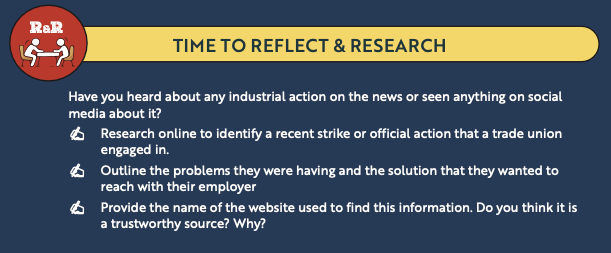 R&R
TIME TO REFLECT & RESEARCH
Have you heard about any industrial action on the news or seen anything on social
media about it?
Research online to identify a recent strike or official action that a trade union
engaged in.
Outline the problems they were having and the solution that they wanted to
reach with their employer
Provide the name of the website used to find this information. Do you think it is
a trustworthy source? Why?